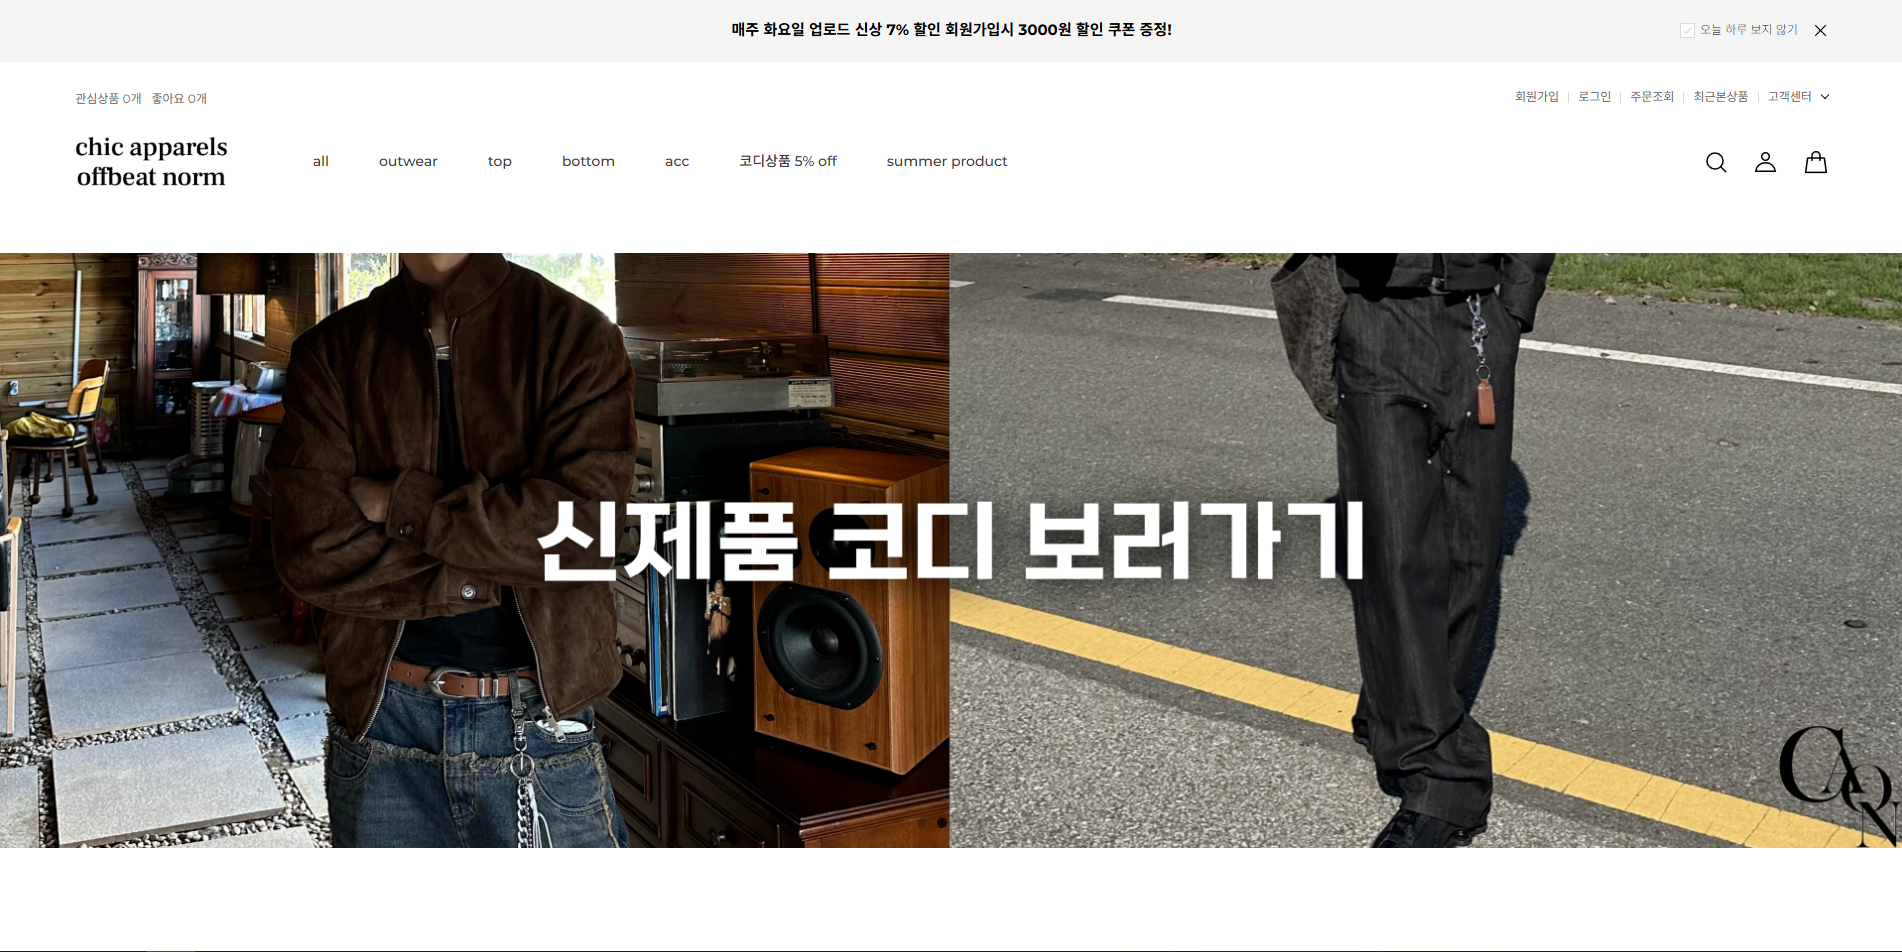 매주 화요일 업로드 신상 7% 할인 회원가입시 3000원 할인 쿠폰 증정!
오늘 하루 보지 않기
관심상품 0개 좋아요 0개
회원가입 로그인 주문조회 최근본상품 고객센터
chic apparels
offbeat norm
all outwear top bottom acc 코디상품 5% off summer product
신제품 코디 보러가기
CAON